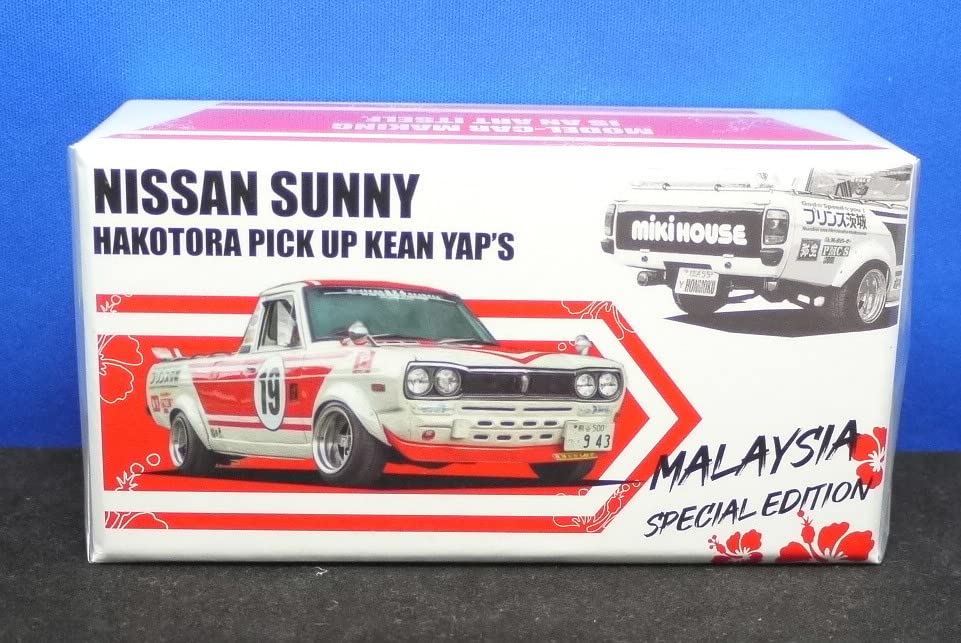 MODEL-CAR MAKING
IS AN ART ITSELF.
NISSAN SUNNY
HAKOTORA PICK UP KEAN YAP'S
miKiHOUSE
プリンス茨城
HONGTORA
19
943
MALAYSIA
SPECIAL EDITION